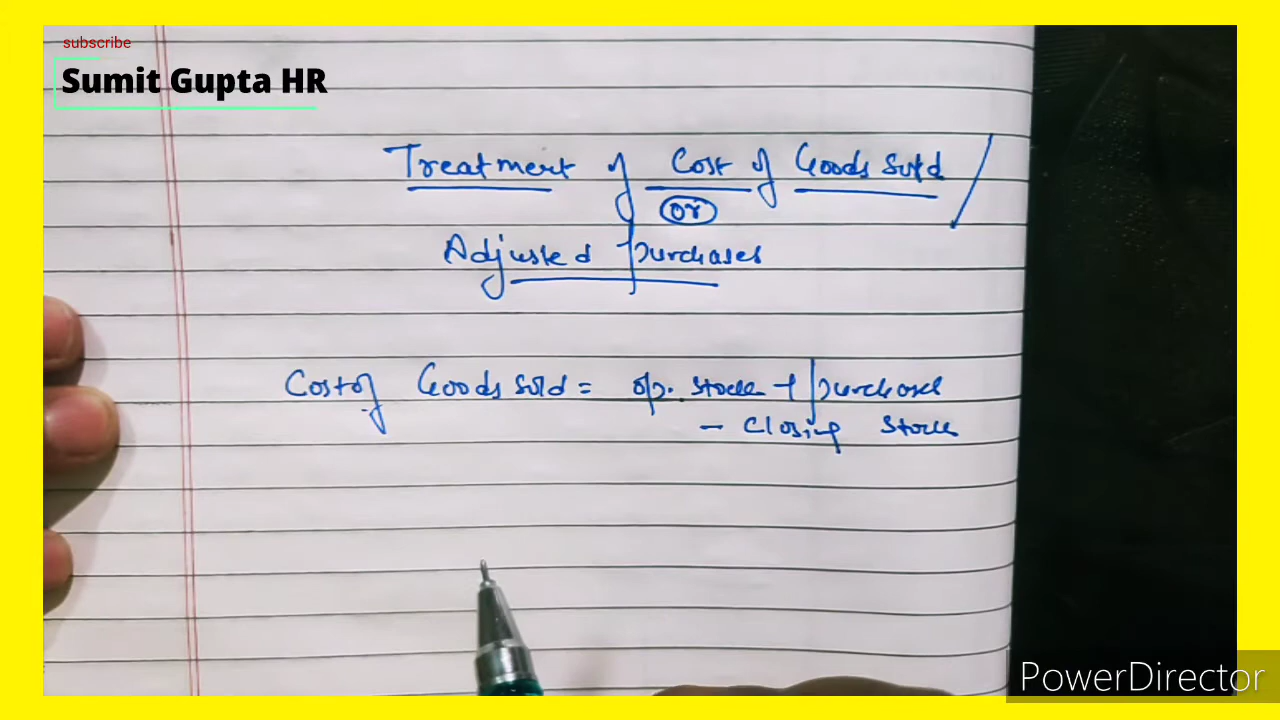 subscribe
Sumit Gupta HR
Treatment of Cost of Goods Sold
or
Adjusted Purchases
Cost of Goods Sold = op. stock + Purchases
- Closing Stock
PowerDirector